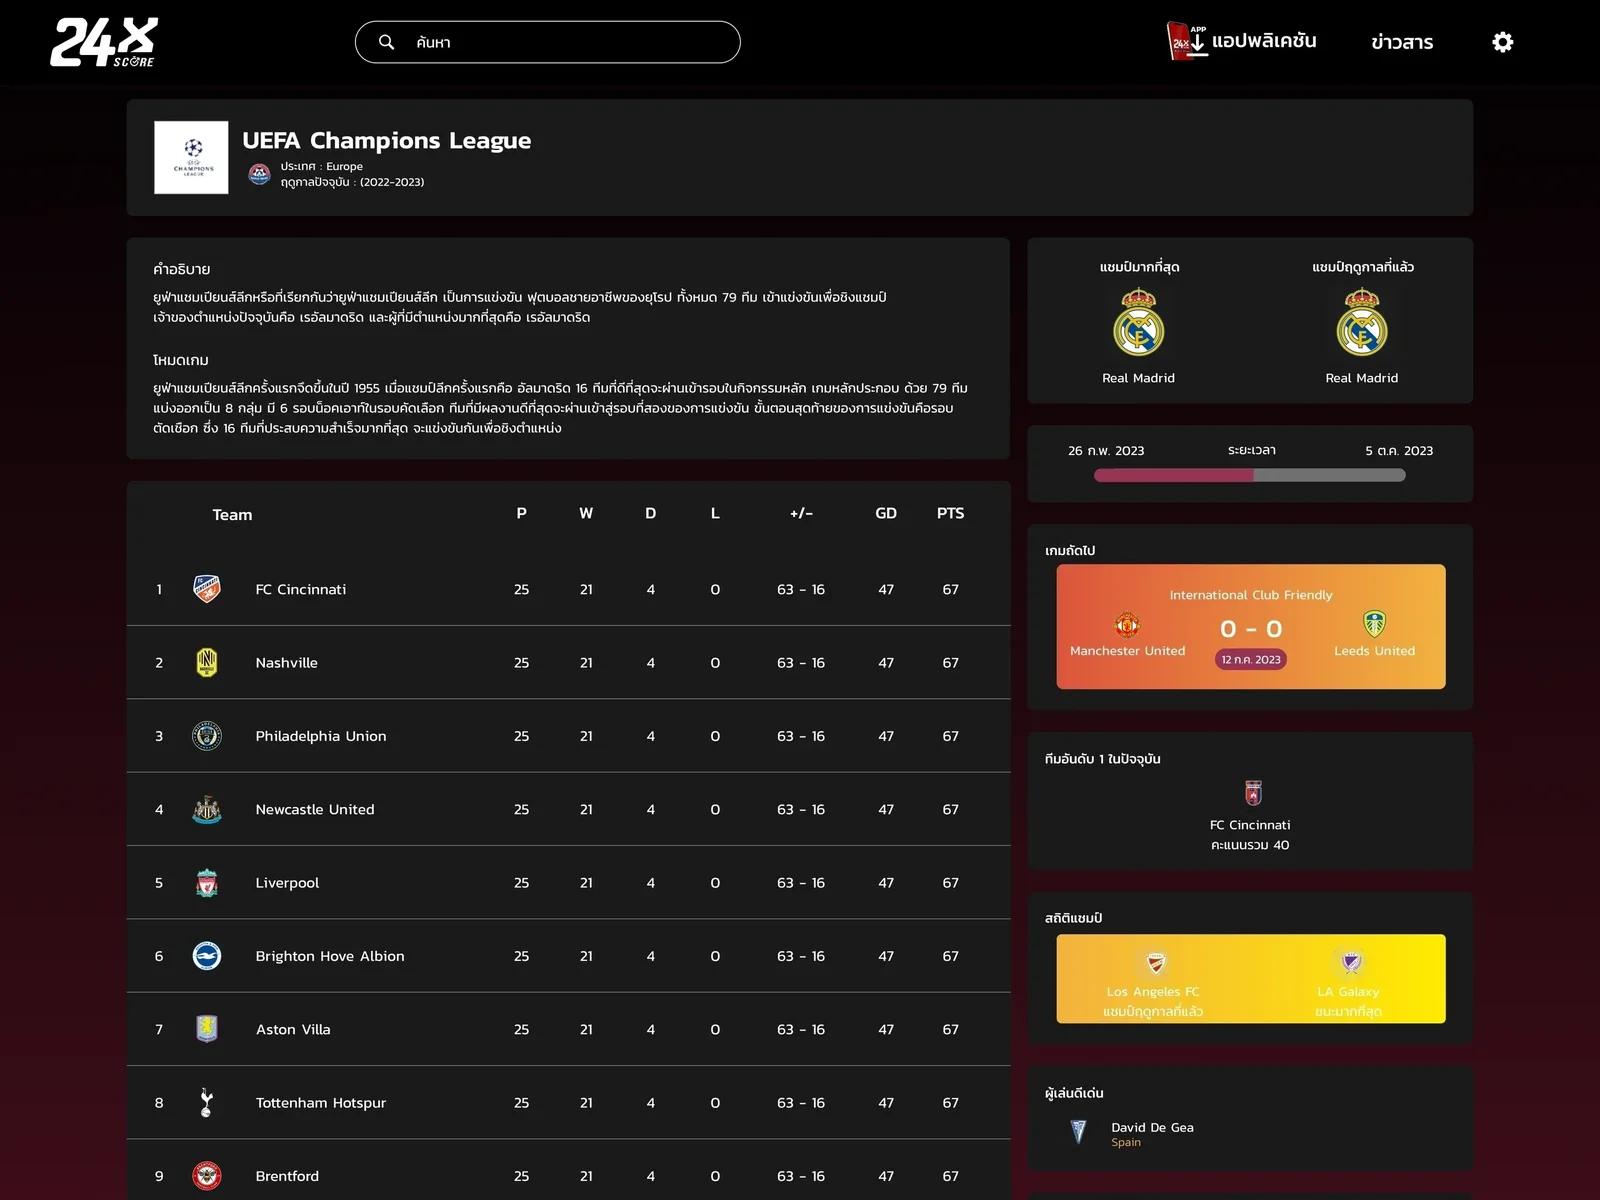 24X
SCORE
ค้นหา
APP
24X
แอปพลิเคชัน
ข่าวสาร
CHAMPIONS
LEAGUE
UEFA Champions League
ประเทศ : Europe
ฤดูกาลปัจจุบัน : (2022-2023)
คำอธิบาย
ยูฟ่าแชมเปียนส์ลีกหรือที่เรียกกันว่ายูฟ่าแชมเปียนส์ลีก เป็นการแข่งขัน ฟุตบอลชายอาชีพของยุโรป ทั้งหมด 79 ทีม เข้าแข่งขันเพื่อชิงแชมป์
เจ้าของตำแหน่งปัจจุบันคือ เรอัลมาดริด และผู้ที่มีตำแหน่งมากที่สุดคือ เรอัลมาดริด
โหมดเกม
ยูฟ่าแชมเปียนส์ลีกครั้งแรกจึดขึ้นในปี 1955 เมื่อแชมป์ลีกครั้งแรกคือ อัลมาดริด 16 ทีมที่ดีที่สุดจะผ่านเข้ารอบในกิจกรรมหลัก เกมหลักประกอบ ด้วย 79 ทีม
แบ่งออกเป็น 8 กลุ่ม มี 6 รอบน็อคเอาท์ในรอบคัดเลือก ทีมที่มีผลงานดีที่สุดจะผ่านเข้าสู่รอบที่สองของการแข่งขัน ขั้นตอนสุดท้ายของการแข่งขันคือรอบ
ตัดเชือก ซึ่ง 16 ทีมที่ประสบความสำเร็จมากที่สุด จะแข่งขันกันเพื่อชิงตำแหน่ง
แชมป์มากที่สุด แชมป์ฤดูกาลที่แล้ว
Real Madrid Real Madrid
26 ก.พ. 2023 ระยะเวลา 5 ต.ค. 2023
เกมถัดไป
International Club Friendly
0 - 0
Manchester United Leeds United
12 ก.ค. 2023
ทีมอันดับ 1 ในปัจจุบัน
FC Cincinnati
คะแนนรวม 40
สถิติแชมป์
Los Angeles FC LA Galaxy
แชมป์ฤดูกาลที่แล้ว ชนะมากที่สุด
ผู้เล่นดีเด่น
David De Gea
Spain
Team P W D L +/- GD PTS
1 FC Cincinnati 25 21 4 0 63 - 16 47 67
2 Nashville 25 21 4 0 63 - 16 47 67
3 Philadelphia Union 25 21 4 0 63 - 16 47 67
4 Newcastle United 25 21 4 0 63 - 16 47 67
5 Liverpool 25 21 4 0 63 - 16 47 67
6 Brighton Hove Albion 25 21 4 0 63 - 16 47 67
7 Aston Villa 25 21 4 0 63 - 16 47 67
8 Tottenham Hotspur 25 21 4 0 63 - 16 47 67
9 Brentford 25 21 4 0 63 - 16 47 67